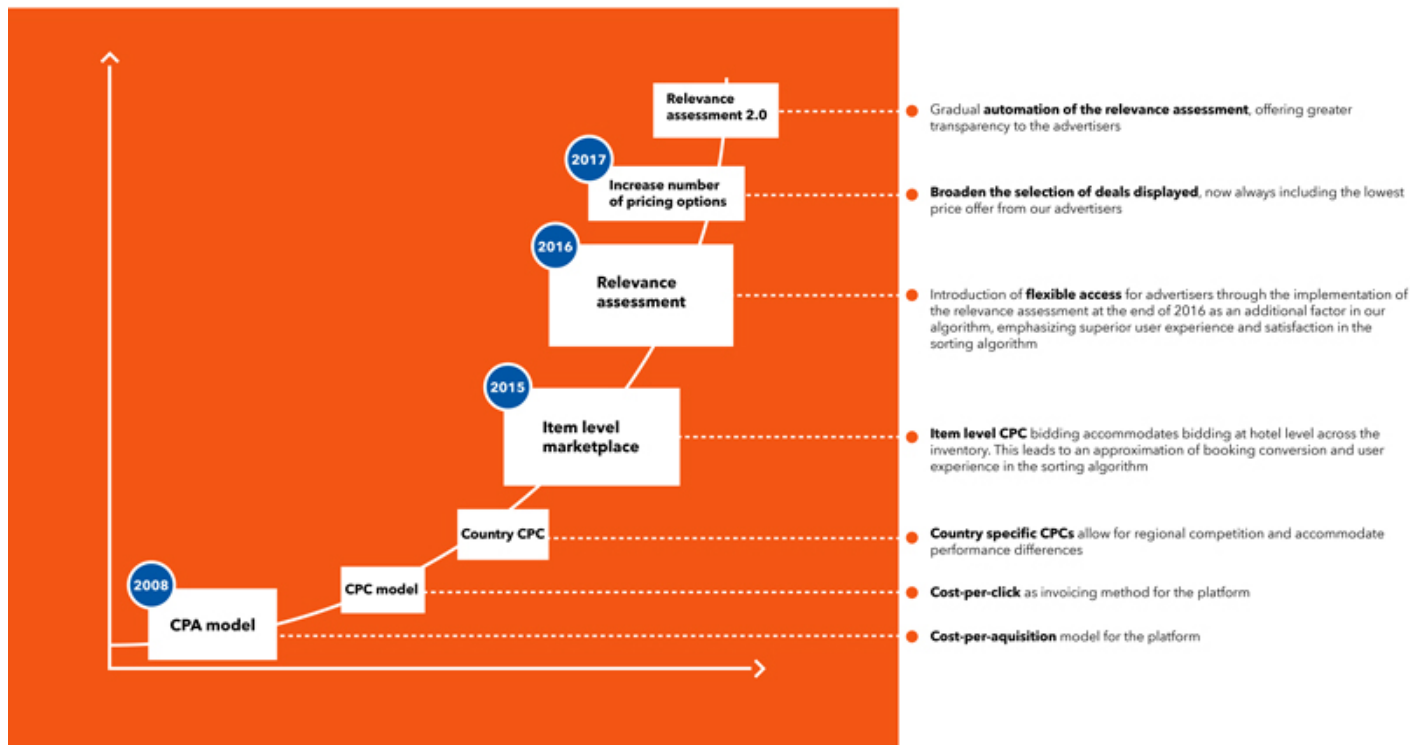 Relevance
assessment 2.0
Gradual automation of the relevance assessment, offering greater
transparency to the advertisers
2017
Increase number
of pricing options
Broaden the selection of deals displayed, now always including the lowest
price offer from our advertisers
2016
Relevance
assessment
Introduction of flexible access for advertisers through the implementation of
the relevance assessment at the end of 2016 as an additional factor in our
algorithm, emphasizing superior user experience and satisfaction in the
sorting algorithm
2015
Item level
marketplace
Item level CPC bidding accommodates bidding at hotel level across the
inventory. This leads to an approximation of booking conversion and user
experience in the sorting algorithm
Country CPC
Country specific CPCs allow for regional competition and accommodate
performance differences
CPC model
Cost-per-click as invoicing method for the platform
2008
CPA model
Cost-per-aquisition model for the platform